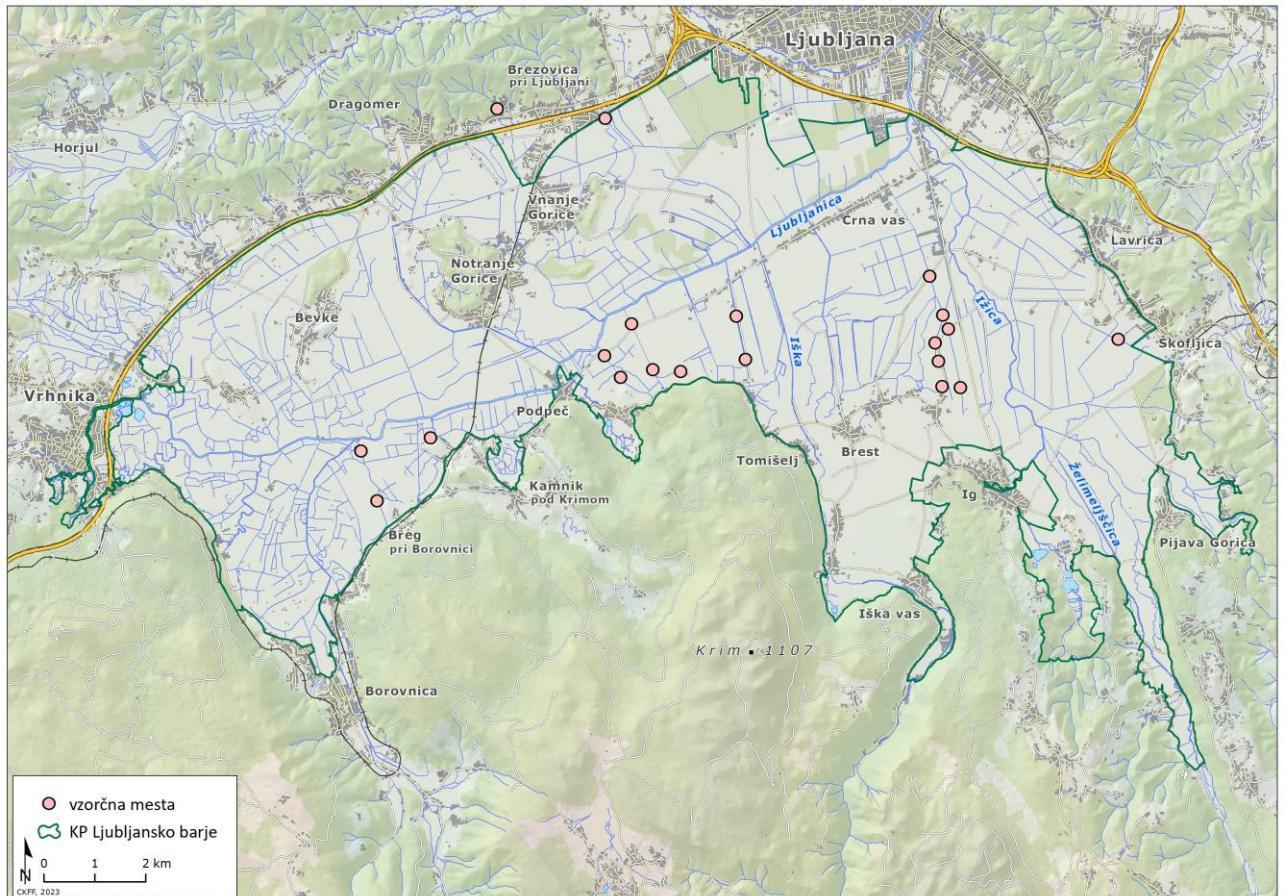 Ljubljana
Brezovica
pri Ljubljani
Dragomer
Horjul
Vnanje
Gorice
Ljubljanica
Črna vas
Lavrica
Notranje
Gorice
Bevke
Ižica
Iška
Škofljica
Vrhnika
Podpeč
Tomišelj
Brest
Kamnik
pod Krimom
Ig
Želimeljščica
Breg
pri Borovnici
Pijava Gorica
Iška vas
Krim 1107
Borovnica
vzorčna mesta
KP Ljubljansko barje
N
0 1 2 km
CKFF, 2023